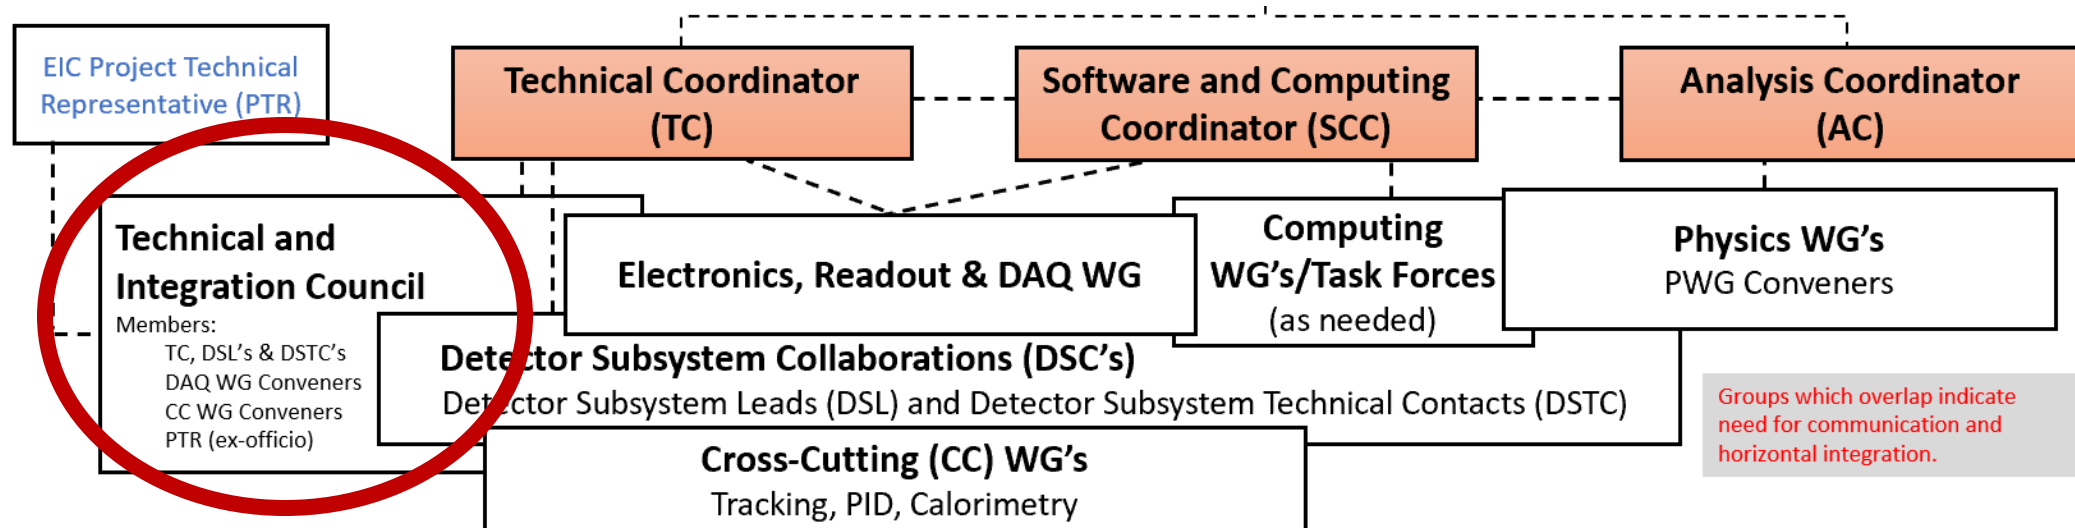 EIC Project Technical
Representative (PTR)
Technical Coordinator
(TC)
Software and Computing
Coordinator (SCC)
Analysis Coordinator
(AC)
Technical and
Integration Council
Members:
TC, DSL's & DSTC's
DAQ WG Conveners
CC WG Conveners
PTR (ex-officio)
Electronics, Readout & DAQ WG
Computing
WG's/Task Forces
(as needed)
Physics WG's
PWG Conveners
Detector Subsystem Collaborations (DSC's)
Detector Subsystem Leads (DSL) and Detector Subsystem Technical Contacts (DSTC)
Cross-Cutting (CC) WG's
Tracking, PID, Calorimetry
Groups which overlap indicate
need for communication and
horizontal integration.